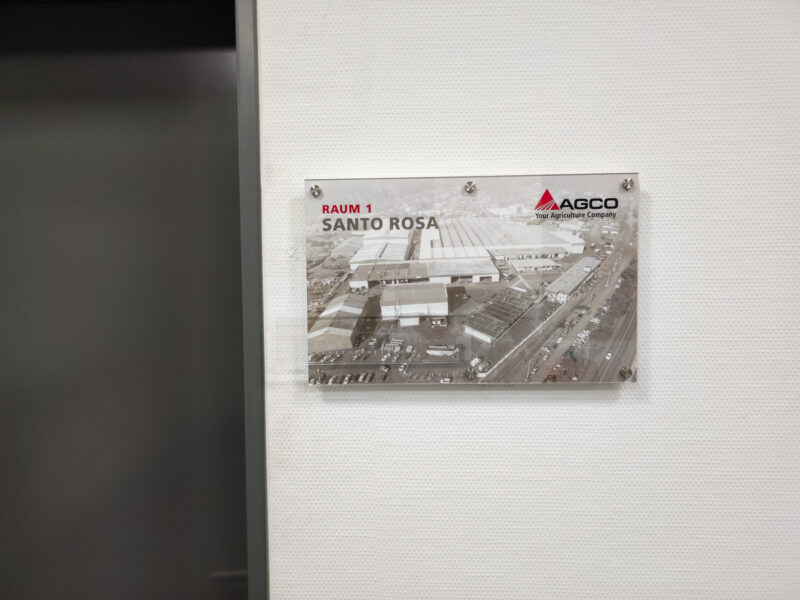 RAUM 1
SANTO ROSA
AGCO
Your Agriculture Company